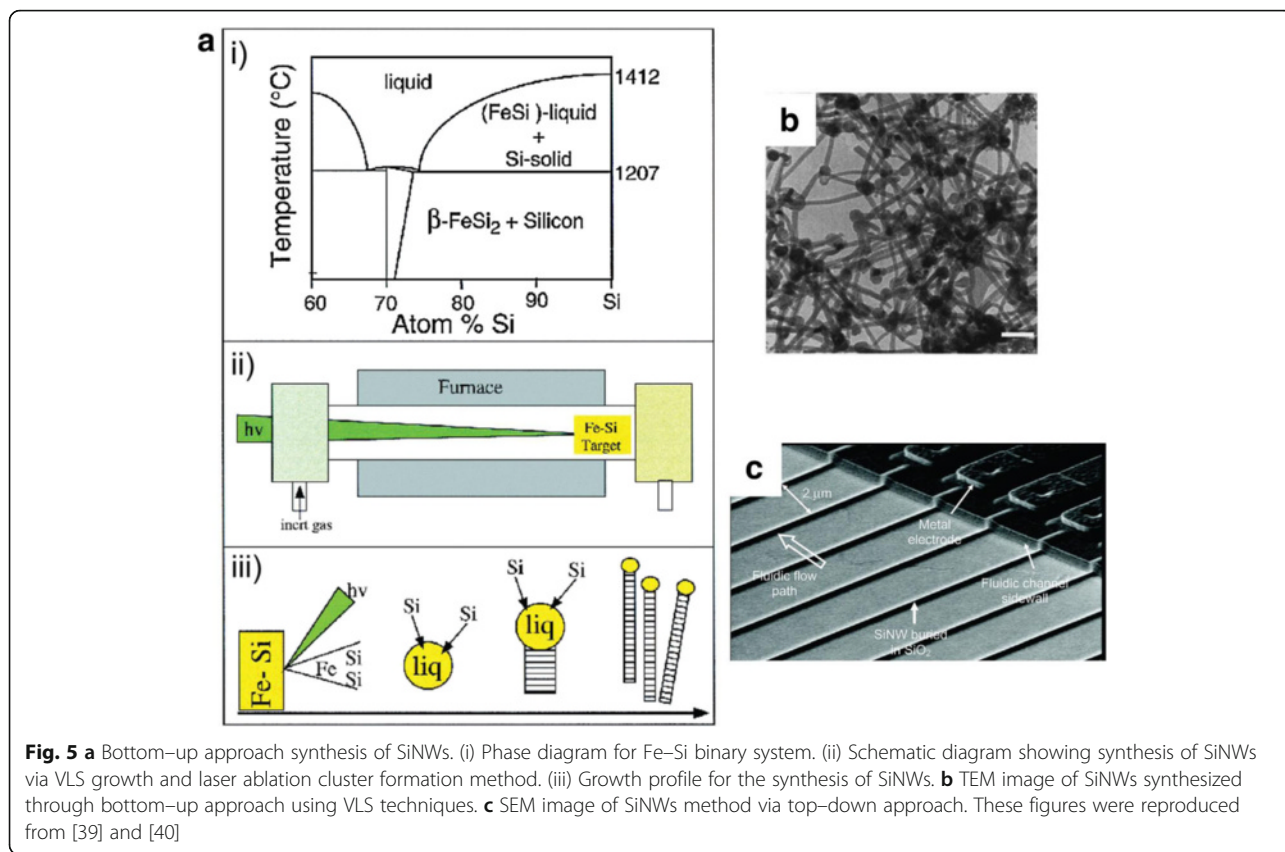 a
i)
Temperature (°C)
liquid
1412
(FeSi )-liquid
+
Si-solid
1207
β-FeSi2 + Silicon
60
70
80
90
Si
Atom % Si
ii)
Furnace
hν
Fe-Si
Target
inert gas
iii)
Fe- Si
hν
Si
Fe
Si
Si
Si
liq
Si
Si
liq
b
c
2 μm
Metal
electrode
Fluidic flow
path
Fluidic channel
sidewall
SiNW buried
in SiO2
Fig. 5 a Bottom–up approach synthesis of SiNWs. (i) Phase diagram for Fe–Si binary system. (ii) Schematic diagram showing synthesis of SiNWs
via VLS growth and laser ablation cluster formation method. (iii) Growth profile for the synthesis of SiNWs. b TEM image of SiNWs synthesized
through bottom–up approach using VLS techniques. c SEM image of SiNWs method via top–down approach. These figures were reproduced
from [39] and [40]